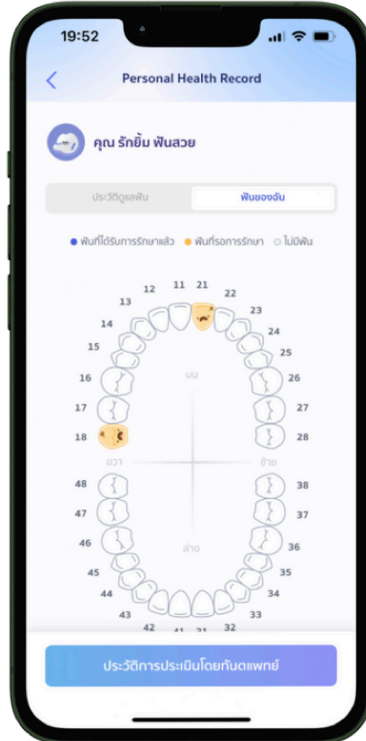 19:52
Personal Health Record
คุณ รักยิ้ม ฟันสวย
ประวัติดูแลฟัน ฟันของฉัน
ฟันที่ได้รับการรักษาแล้ว ฟันที่รอการรักษา ไม่มีฟัน
12 11 21 22
13 23
14 24
15 25
บน
16 26
17 27
18 28
ขวา ซ้าย
48 38
47 37
46 36
ล่าง
45 35
44 34
43 33
42 41 31 32
ประวัติการประเมินโดยทันตแพทย์